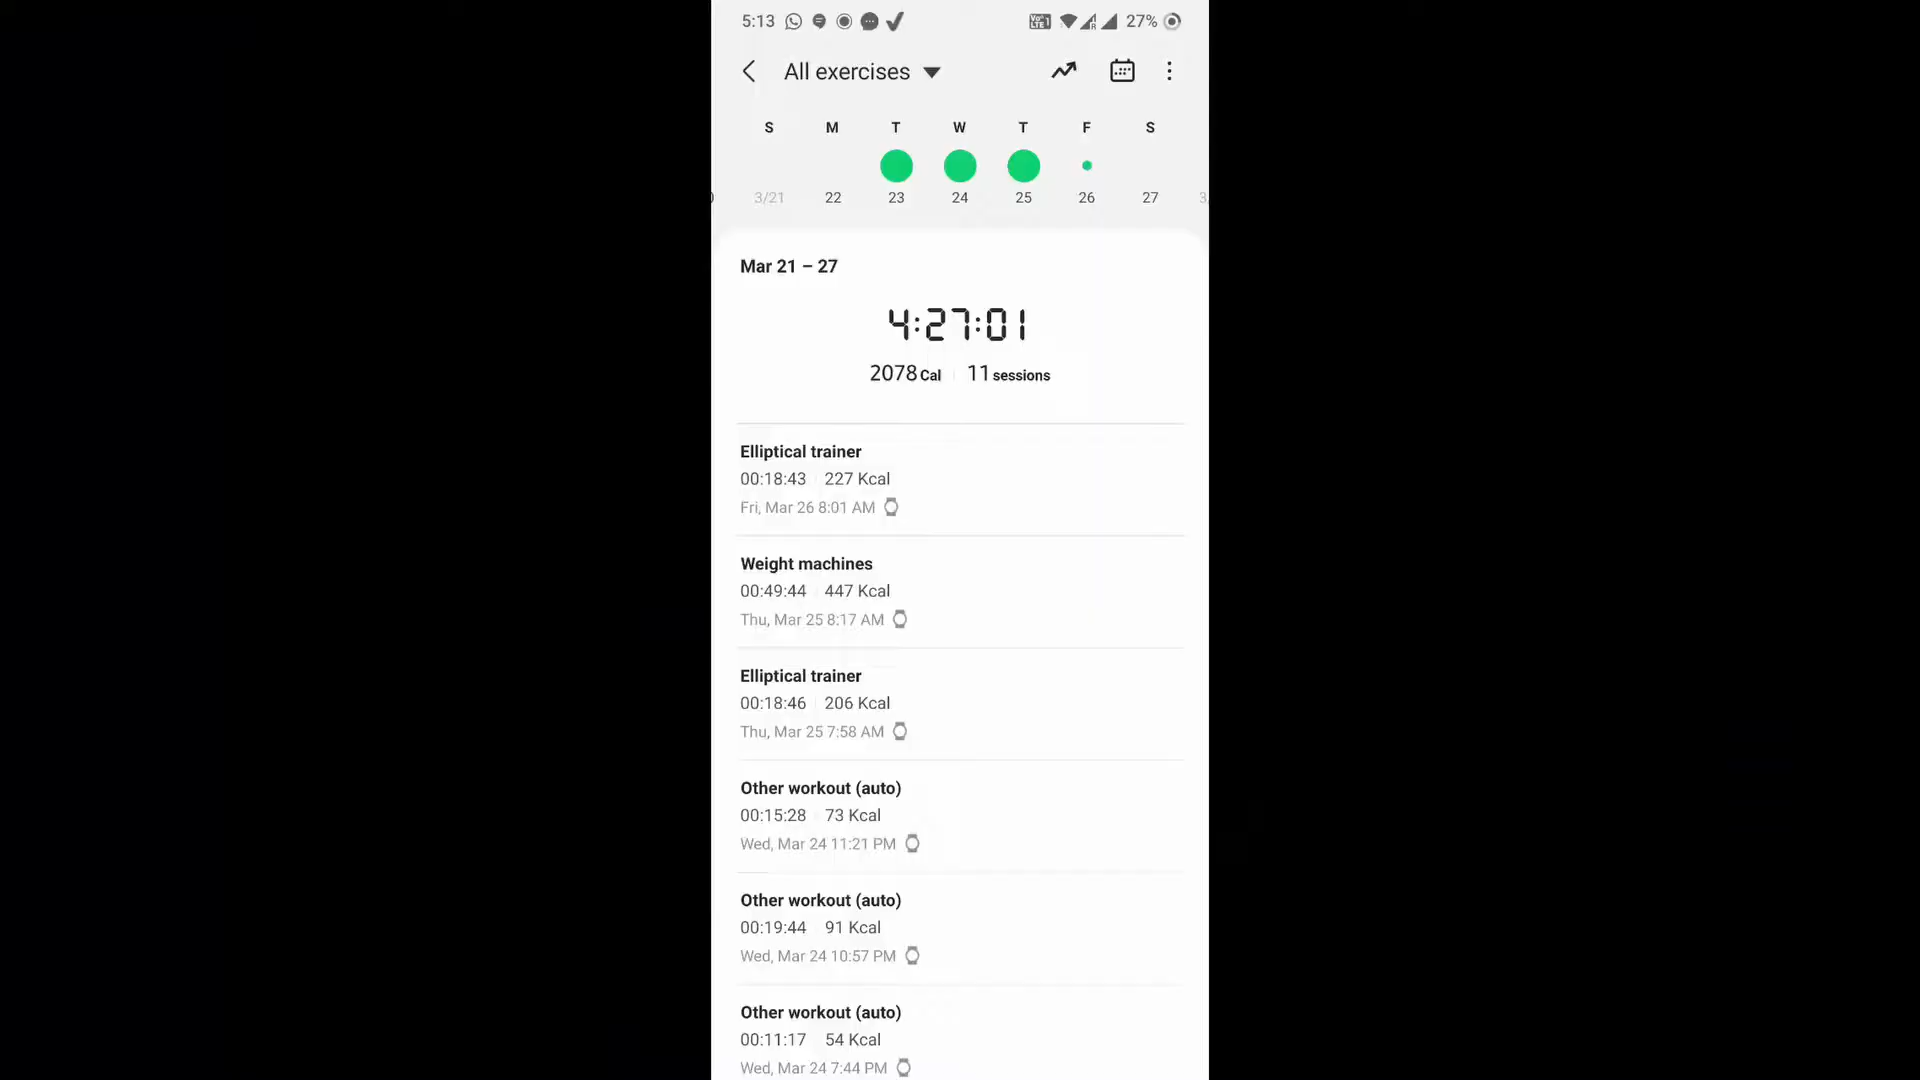 5:13 VoLTE1 R 27%
All exercises
S M T W T F S
3/21 22 23 24 25 26 27
Mar 21 – 27
4:27:01
2078 Cal 11 sessions
Elliptical trainer
00:18:43 227 Kcal
Fri, Mar 26 8:01 AM
Weight machines
00:49:44 447 Kcal
Thu, Mar 25 8:17 AM
Elliptical trainer
00:18:46 206 Kcal
Thu, Mar 25 7:58 AM
Other workout (auto)
00:15:28 73 Kcal
Wed, Mar 24 11:21 PM
Other workout (auto)
00:19:44 91 Kcal
Wed, Mar 24 10:57 PM
Other workout (auto)
00:11:17 54 Kcal
Wed, Mar 24 7:44 PM